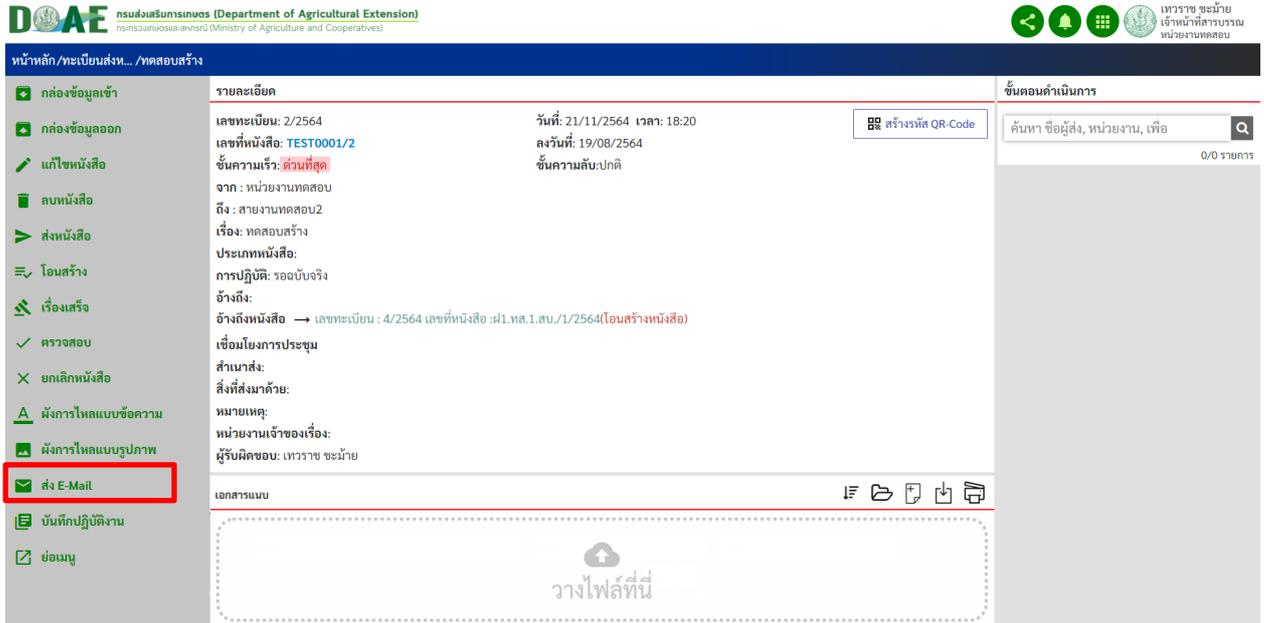 DOAE กรมส่งเสริมการเกษตร (Department of Agricultural Extension)
กระทรวงเกษตรและสหกรณ์ (Ministry of Agriculture and Cooperatives)
เทวราช ชะม้าย
เจ้าหน้าที่สารบรรณ
หน่วยงานทดสอบ
หน้าหลัก/ทะเบียนส่งห... /ทดสอบสร้าง
กล่องข้อมูลเข้า
กล่องข้อมูลออก
แก้ไขหนังสือ
ลบหนังสือ
ส่งหนังสือ
โอนสร้าง
เรื่องเสร็จ
ตรวจสอบ
ยกเลิกหนังสือ
ผังการไหลแบบข้อความ
ผังการไหลแบบรูปภาพ
ส่ง E-Mail
บันทึกปฏิบัติงาน
ย่อเมนู
รายละเอียด
เลขทะเบียน: 2/2564 วันที่: 21/11/2564 เวลา: 18:20
สร้างรหัส QR-Code
เลขที่หนังสือ: TEST0001/2 ลงวันที่: 19/08/2564
ชั้นความเร็ว: ด่วนที่สุด ชั้นความลับ:ปกติ
จาก : หน่วยงานทดสอบ
ถึง : สายงานทดสอบ2
เรื่อง: ทดสอบสร้าง
ประเภทหนังสือ:
การปฏิบัติ: รอฉบับจริง
อ้างถึง:
อ้างถึงหนังสือ → เลขทะเบียน : 4/2564 เลขที่หนังสือ :ฝ1.ทส.1.สบ./1/2564(โอนสร้างหนังสือ)
เชื่อมโยงการประชุม
สำเนาส่ง:
สิ่งที่ส่งมาด้วย:
หมายเหตุ:
หน่วยงานเจ้าของเรื่อง:
ผู้รับผิดชอบ: เทวราช ชะม้าย
เอกสารแนบ
วางไฟล์ที่นี่
ขั้นตอนดำเนินการ
ค้นหา ชื่อผู้ส่ง, หน่วยงาน, เพื่อ
0/0 รายการ